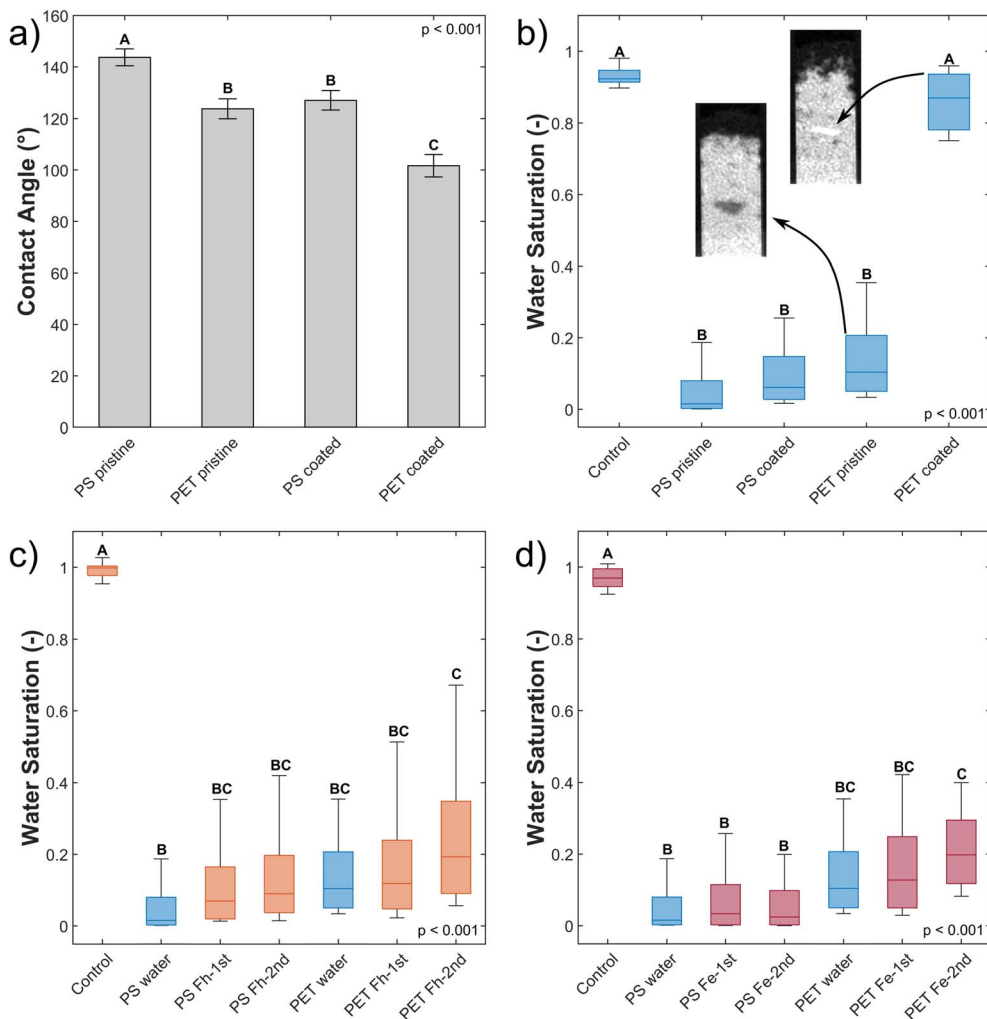 a)
p < 0.001
Contact Angle (°)
160
140
120
100
80
60
40
20
0
A
B
B
C
PS pristine
PET pristine
PS coated
PET coated
b)
Water Saturation (-)
1
0.8
0.6
0.4
0.2
0
A
B
B
B
A
p < 0.001
Control
PS pristine
PS coated
PET pristine
PET coated
c)
Water Saturation (-)
1
0.8
0.6
0.4
0.2
0
A
B
BC
BC
BC
BC
C
p < 0.001
Control
PS water
PS Fh-1st
PS Fh-2nd
PET water
PET Fh-1st
PET Fh-2nd
d)
Water Saturation (-)
1
0.8
0.6
0.4
0.2
0
A
B
B
B
BC
BC
C
p < 0.001
Control
PS water
PS Fe-1st
PS Fe-2nd
PET water
PET Fe-1st
PET Fe-2nd